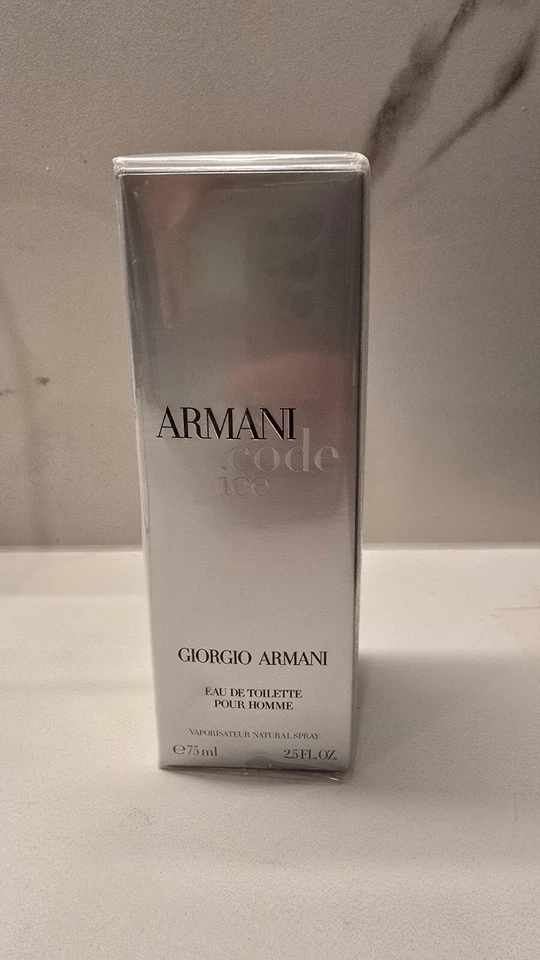 ARMANI
code
ice
GIORGIO ARMANI
EAU DE TOILETTE
POUR HOMME
VAPORISATEUR NATURAL SPRAY
℮75 ml 2.5 FL. OZ.